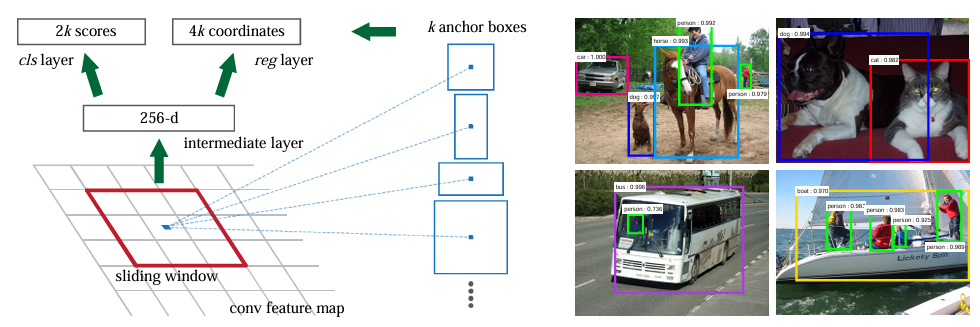 2k scores
4k coordinates
k anchor boxes
cls layer
reg layer
256-d
intermediate layer
sliding window
conv feature map
person : 0.992
horse : 0.993
car : 1.000
dog : 0.997
person : 0.979
dog : 0.994
cat : 0.982
bus : 0.996
person : 0.736
boat : 0.970
person : 0.983
person : 0.925
person : 0.989
Lickety Split